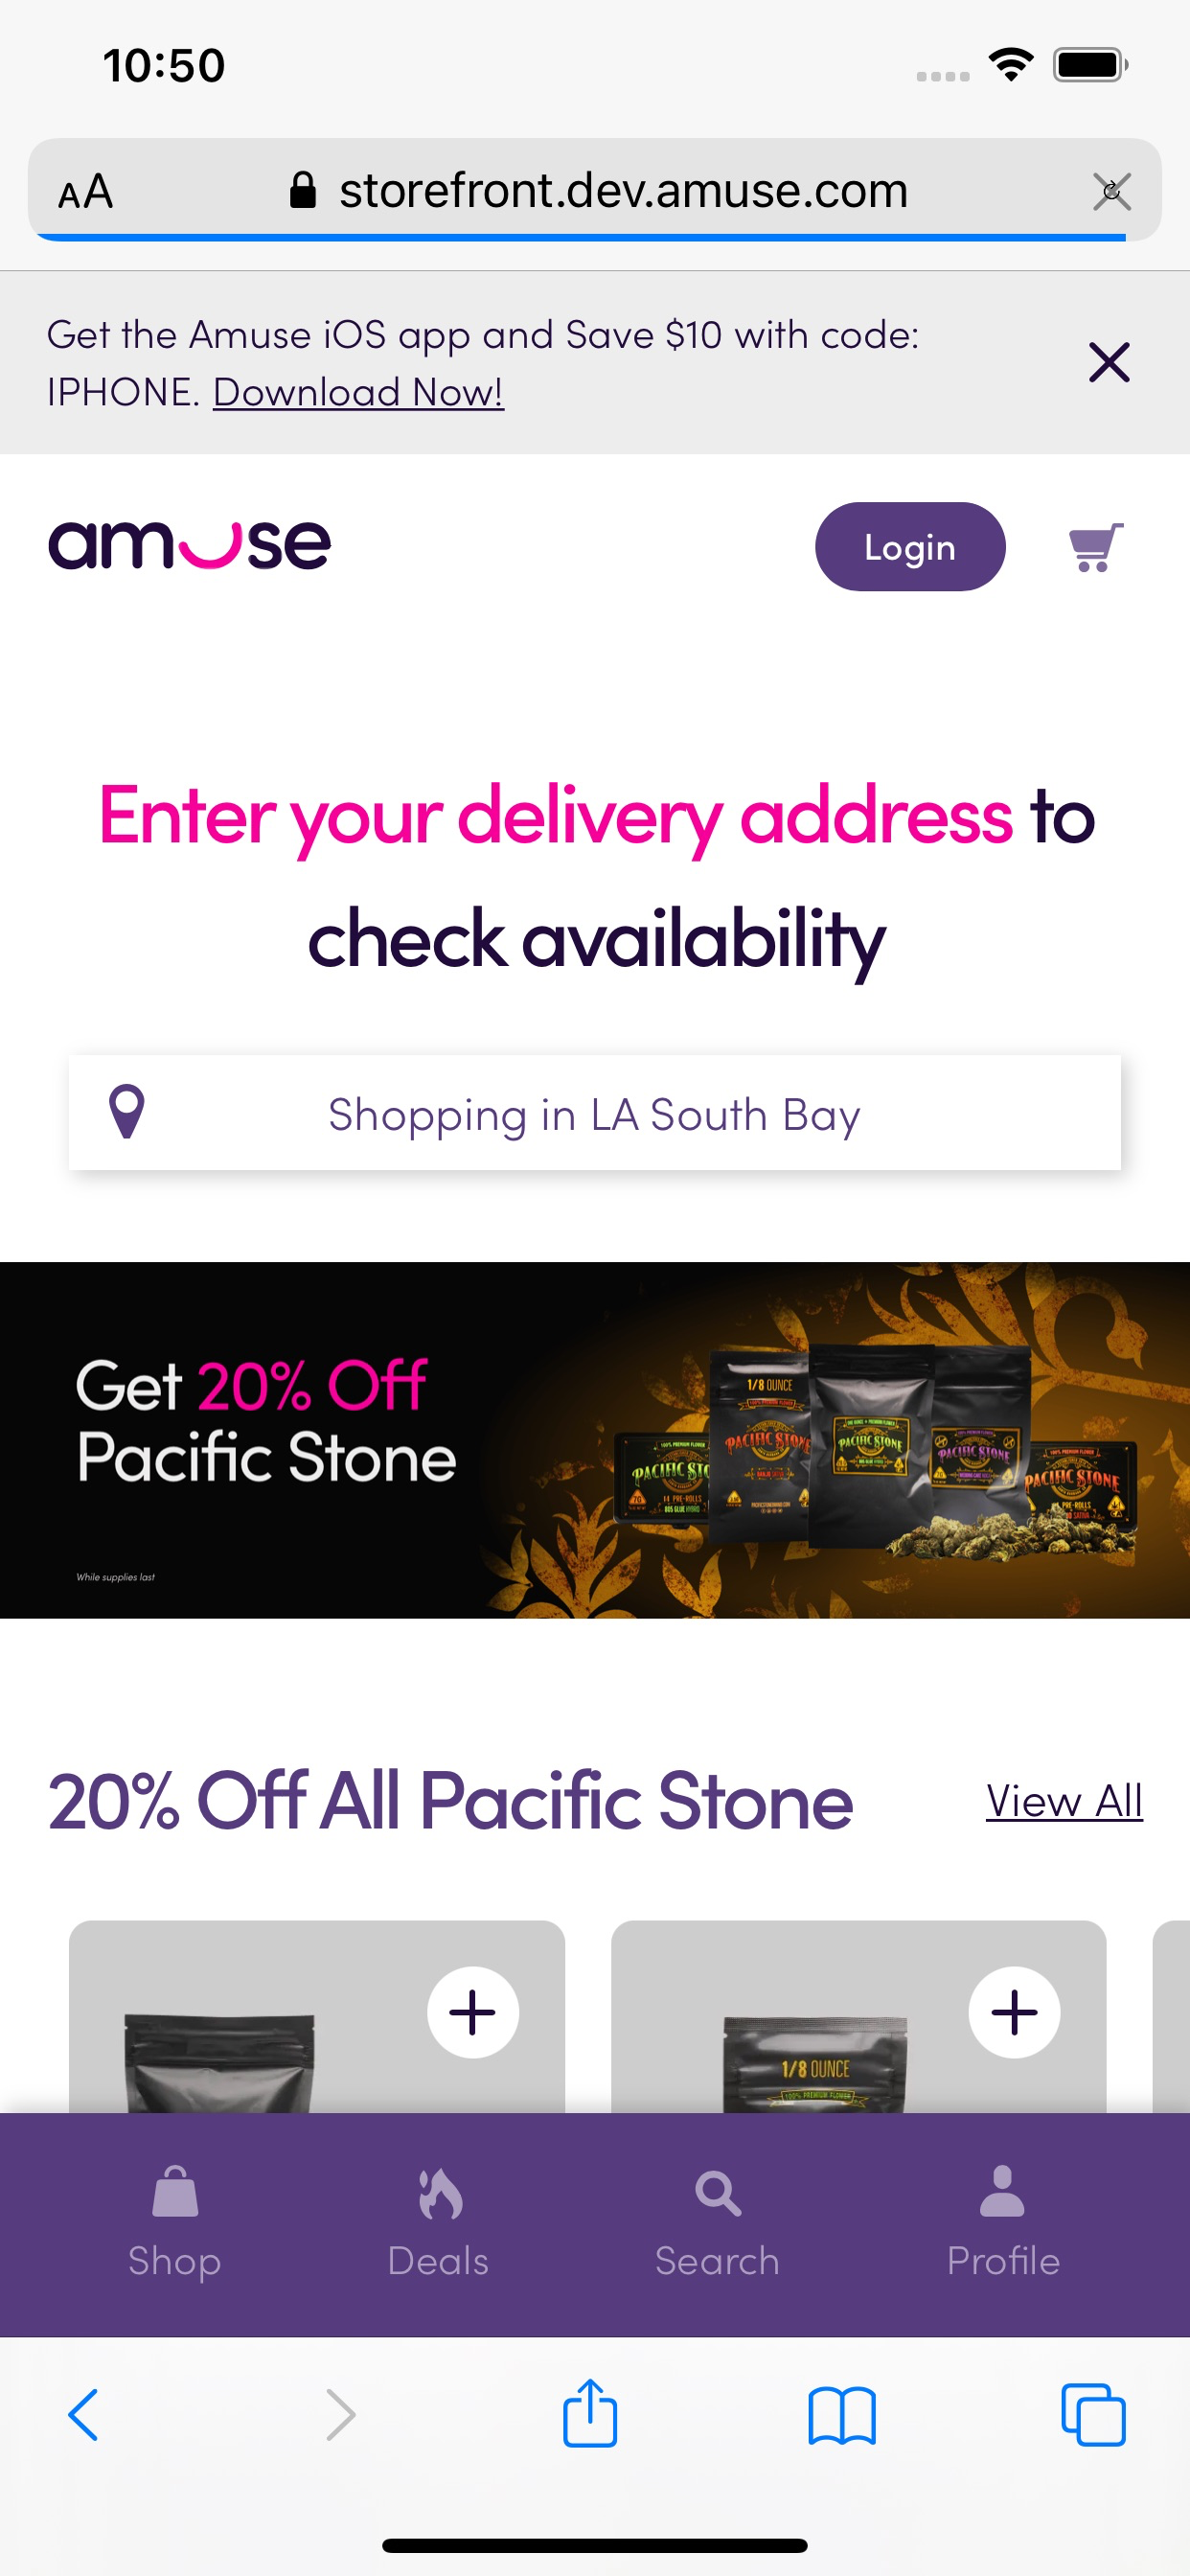 10:50
AA storefront.dev.amuse.com
Get the Amuse iOS app and Save $10 with code:
IPHONE. Download Now!
amuse
Login
Enter your delivery address to
check availability
Shopping in LA South Bay
Get 20% Off
Pacific Stone
While supplies last
1/8 OUNCE
PACIFIC STONE
PACIFIC STONE
PACIFIC STONE
PACIFIC STONE
14 PRE-ROLLS
20% Off All Pacific Stone
View All
1/8 OUNCE
100% PREMIUM FLOWER
Shop
Deals
Search
Profile